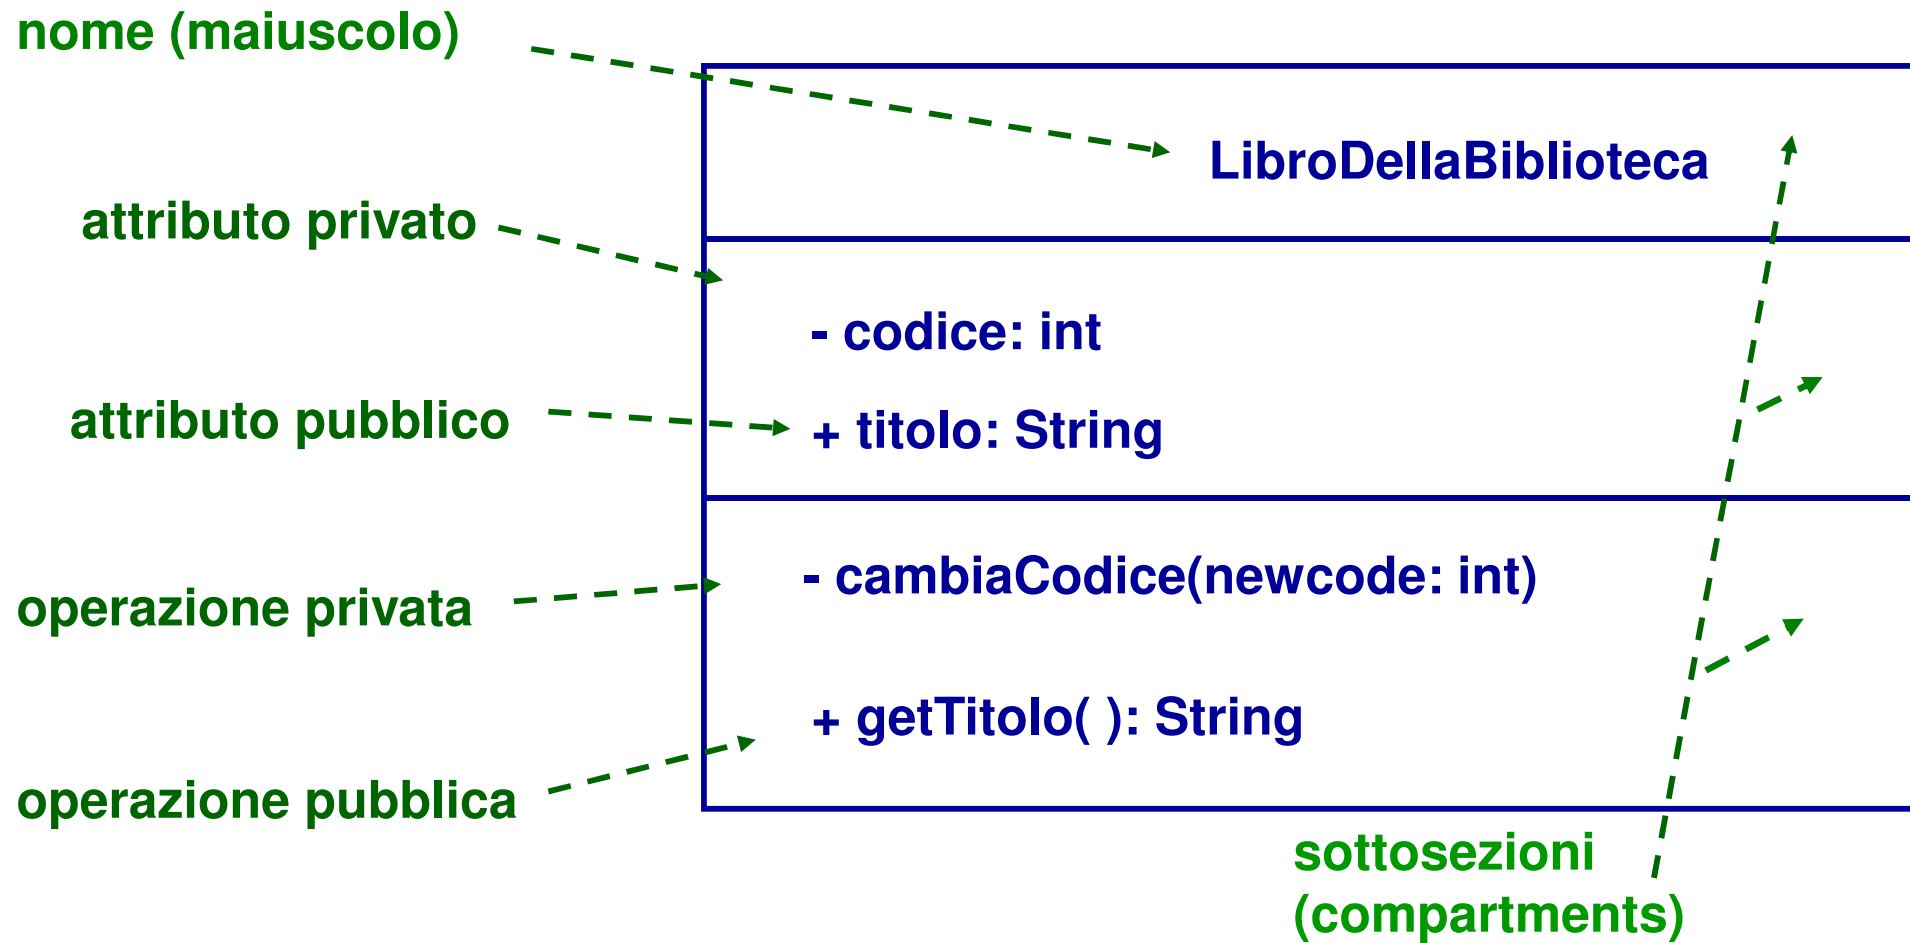 nome (maiuscolo)
LibroDellaBiblioteca
attributo privato
- codice: int
attributo pubblico
+ titolo: String
- cambiaCodice(newcode: int)
operazione privata
+ getTitolo( ): String
operazione pubblica
sottosezioni
(compartments)